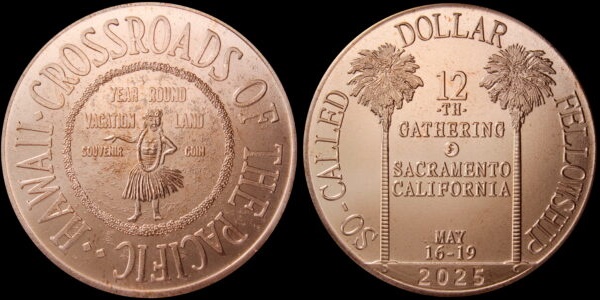 HAWAII · CROSSROADS OF THE PACIFIC ·
YEAR ROUND
VACATION LAND
SOUVENIR COIN
SO-CALLED DOLLAR FELLOWSHIP
12
-TH-
GATHERING
SACRAMENTO
CALIFORNIA
MAY
16-19
2025